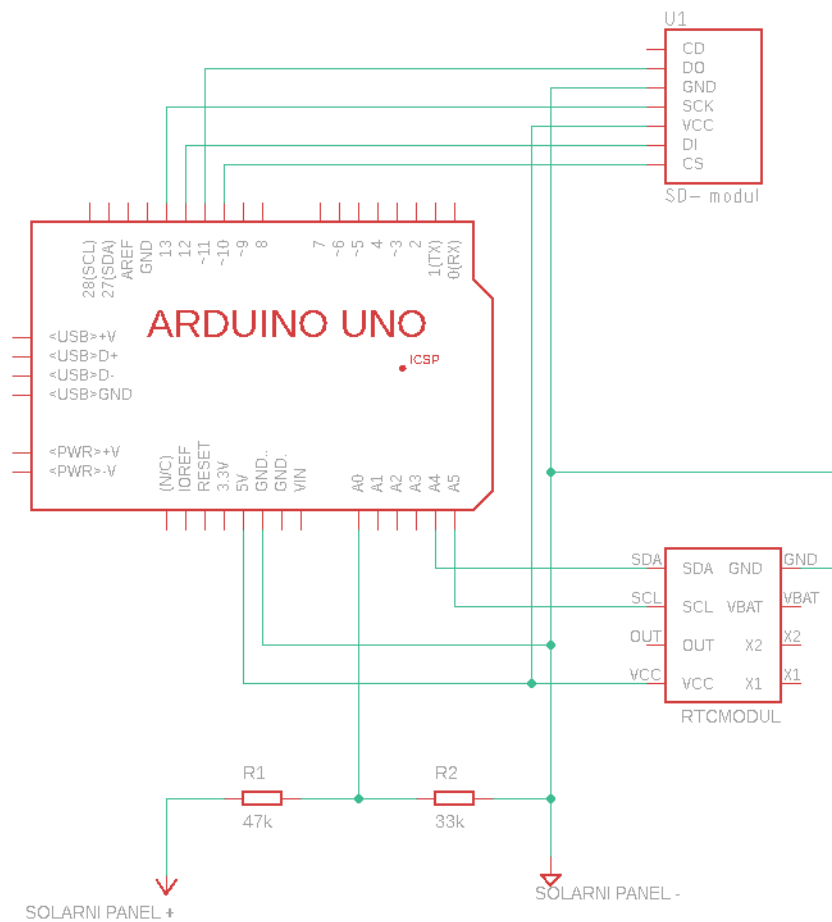 U1
CD
DO
GND
SCK
VCC
DI
CS
SD- modul
28(SCL)
27(SDA)
AREF
GND
13
12
~11
~10
~9
8
7
~6
~5
4
~3
2
1(TX)
0(RX)
ARDUINO UNO
ICSP
<USB>+V
<USB>D+
<USB>D-
<USB>GND
<PWR>+V
<PWR>-V
(N/C)
IOREF
RESET
3.3V
5V
GND..
GND.
VIN
A0
A1
A2
A3
A4
A5
SDA SDA GND GND
SCL SCL VBAT VBAT
OUT OUT X2 X2
VCC VCC X1 X1
RTCMODUL
R1
47k
R2
33k
SOLARNI PANEL +
SOLARNI PANEL -